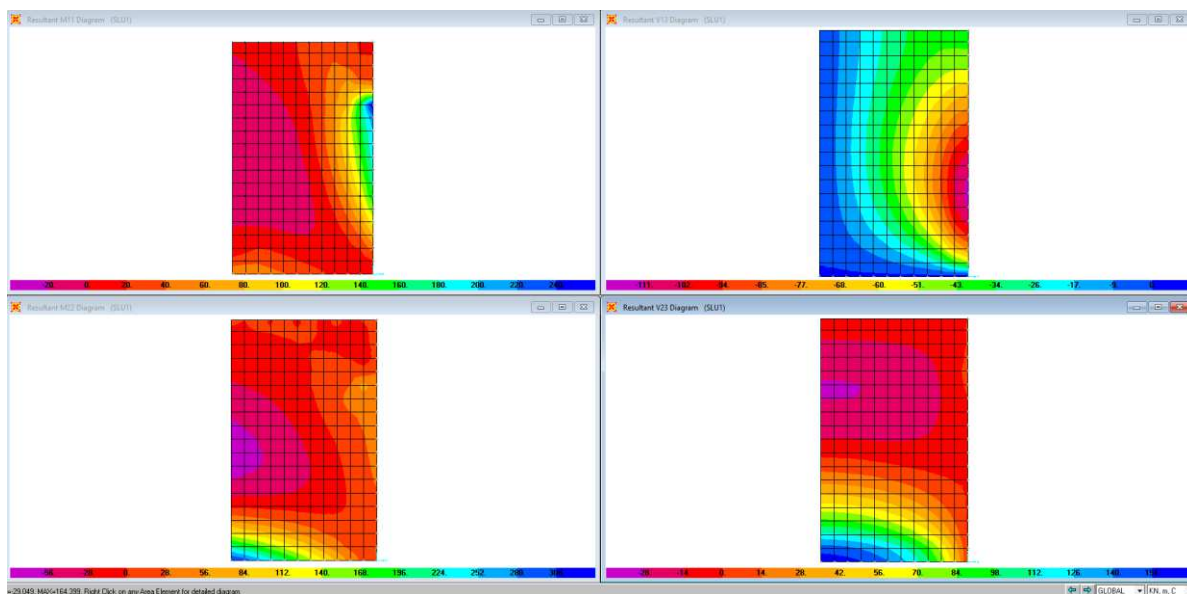 Resultant M11 Diagram (SLU1)
Resultant V13 Diagram (SLU1)
-20. 0. 20. 40. 60. 80. 100. 120. 140. 160. 180. 200. 220. 240.
-111. -102. -94. -85. -77. -68. -60. -51. -43. -34. -26. -17. -9. 0.
Resultant M22 Diagram (SLU1)
Resultant V23 Diagram (SLU1)
-56. -28. 0. 28. 56. 84. 112. 140. 168. 196. 224. 252. 280.
-28. -14. 0. 14. 28. 42. 56. 70. 84. 98. 112. 126. 140.
=-29.049, MAX=164.399, Right Click on any Area Element for detailed diagram
GLOBAL
KN, m, C